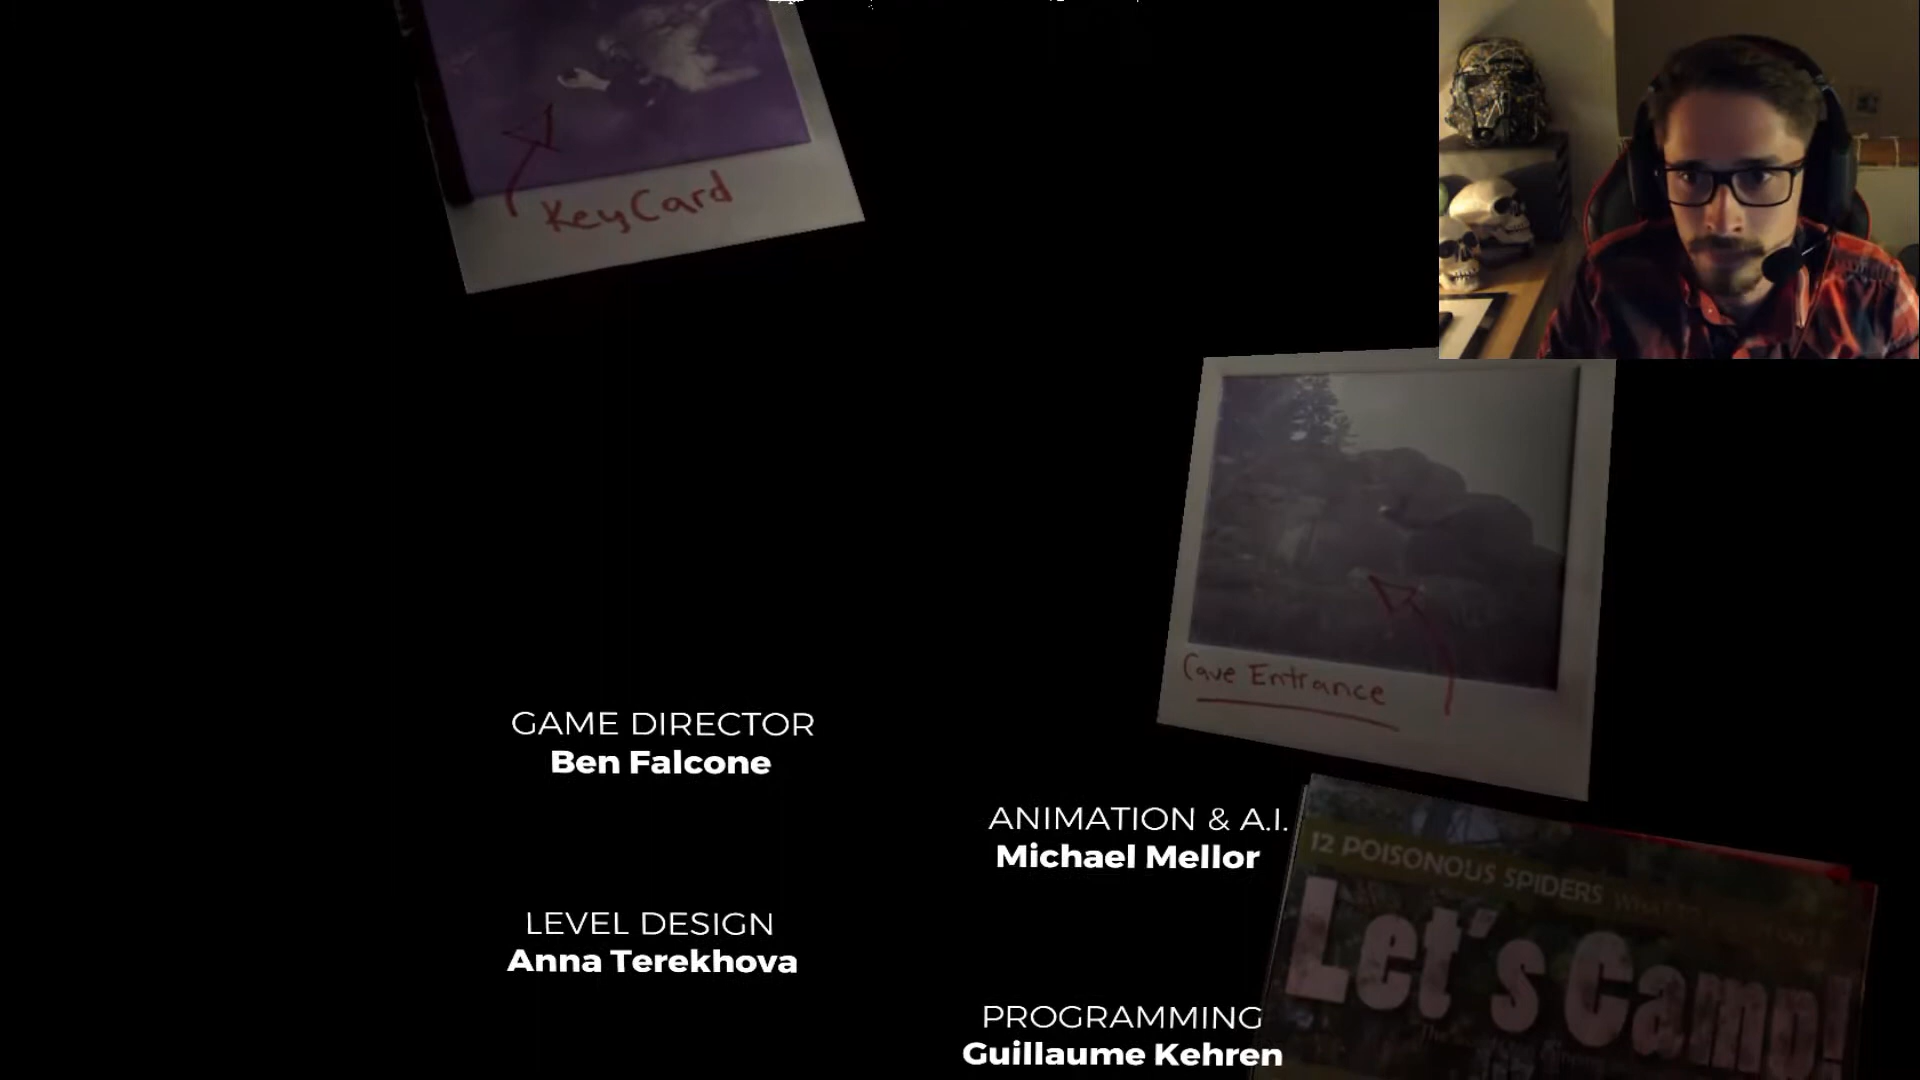 KeyCard
Cave Entrance
GAME DIRECTOR
Ben Falcone
ANIMATION & A.I.
Michael Mellor
12 POISONOUS SPIDERS
Let's Camp!
LEVEL DESIGN
Anna Terekhova
PROGRAMMING
Guillaume Kehren